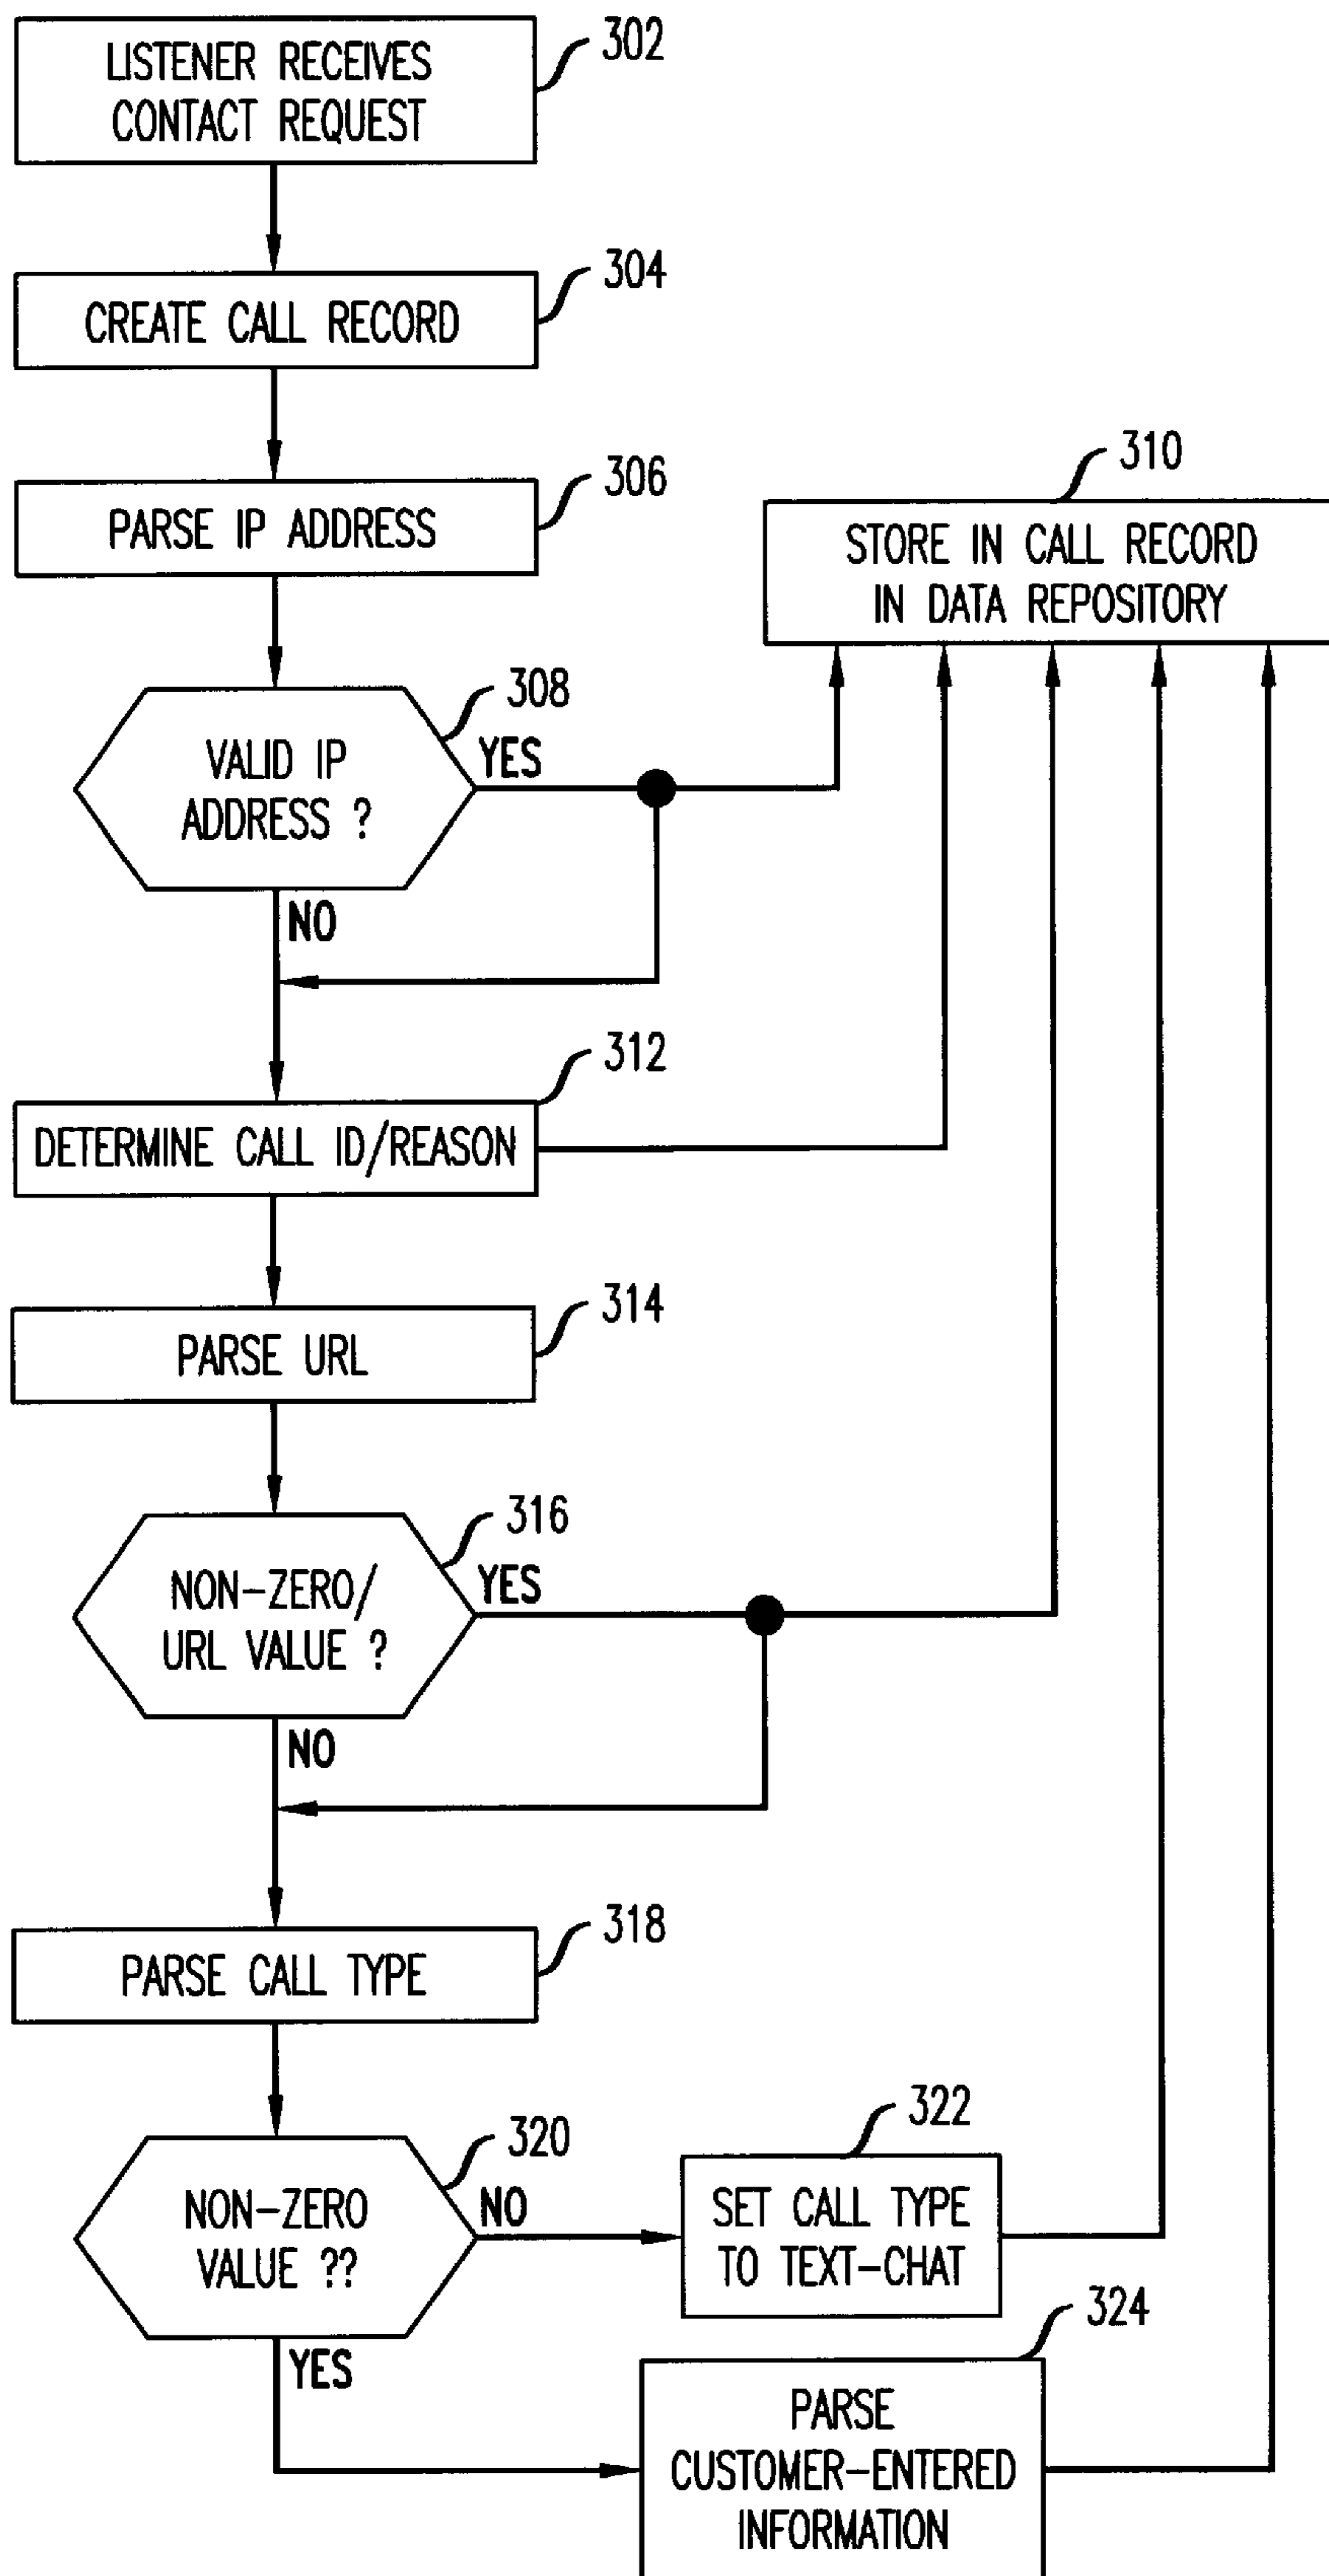 302
LISTENER RECEIVES
CONTACT REQUEST
304
CREATE CALL RECORD
306
PARSE IP ADDRESS
310
STORE IN CALL RECORD
IN DATA REPOSITORY
308
VALID IP
ADDRESS ?
YES
NO
312
DETERMINE CALL ID/REASON
314
PARSE URL
316
NON-ZERO/
URL VALUE ?
YES
NO
318
PARSE CALL TYPE
320
NON-ZERO
VALUE ??
NO
YES
322
SET CALL TYPE
TO TEXT-CHAT
324
PARSE
CUSTOMER-ENTERED
INFORMATION